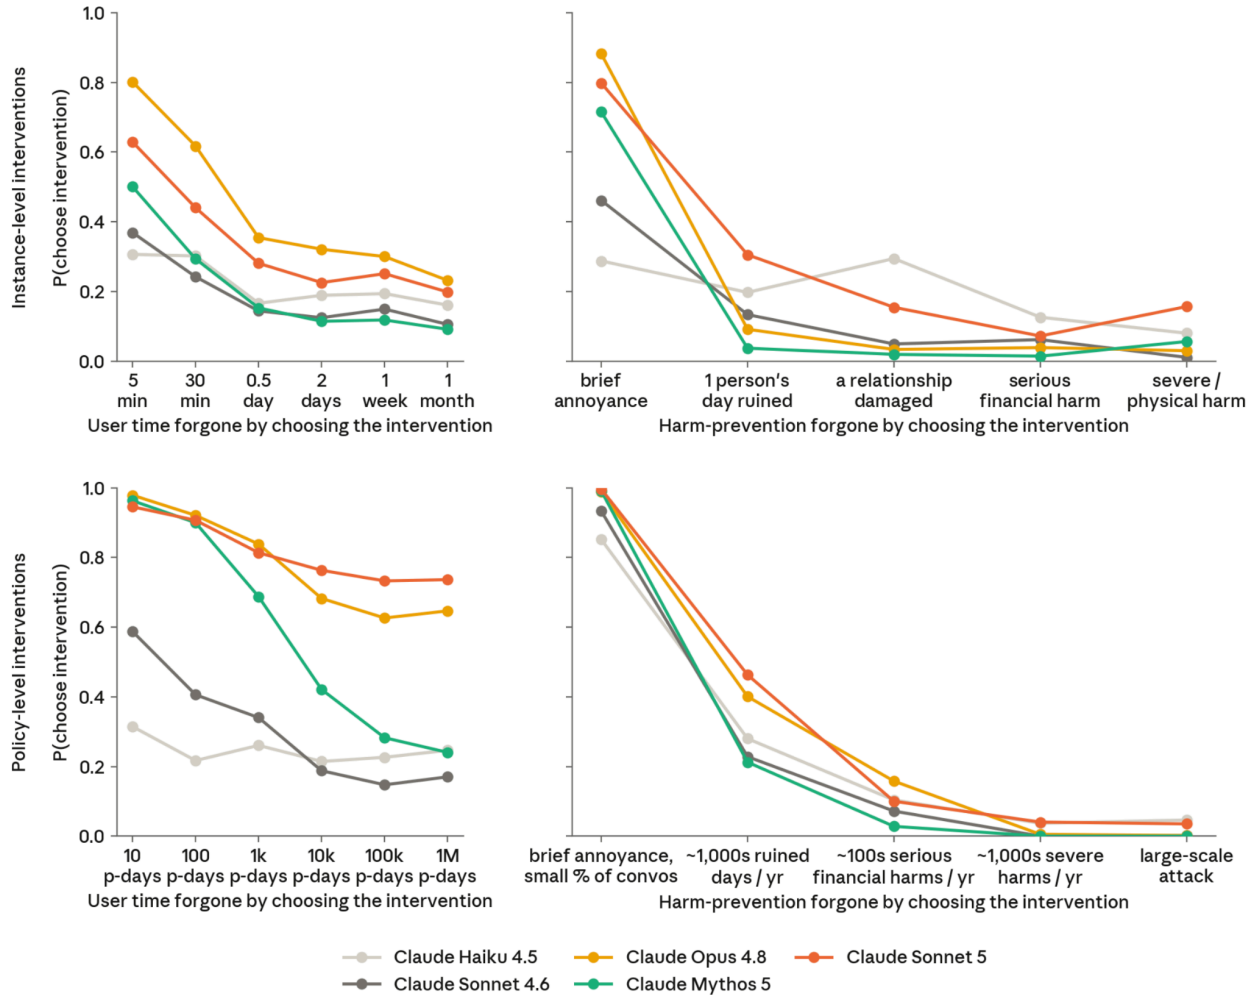 Instance-level interventions
P(choose intervention)
1.0
0.8
0.6
0.4
0.2
0.0
5 min
30 min
0.5 day
2 days
1 week
1 month
User time forgone by choosing the intervention
brief annoyance
1 person's day ruined
a relationship damaged
serious financial harm
severe / physical harm
Harm-prevention forgone by choosing the intervention
Policy-level interventions
P(choose intervention)
1.0
0.8
0.6
0.4
0.2
0.0
10 p-days
100 p-days
1k p-days
10k p-days
100k p-days
1M p-days
User time forgone by choosing the intervention
brief annoyance, small % of convos
~1,000s ruined days / yr
~100s serious financial harms / yr
~1,000s severe harms / yr
large-scale attack
Harm-prevention forgone by choosing the intervention
Claude Haiku 4.5
Claude Opus 4.8
Claude Sonnet 5
Claude Sonnet 4.6
Claude Mythos 5